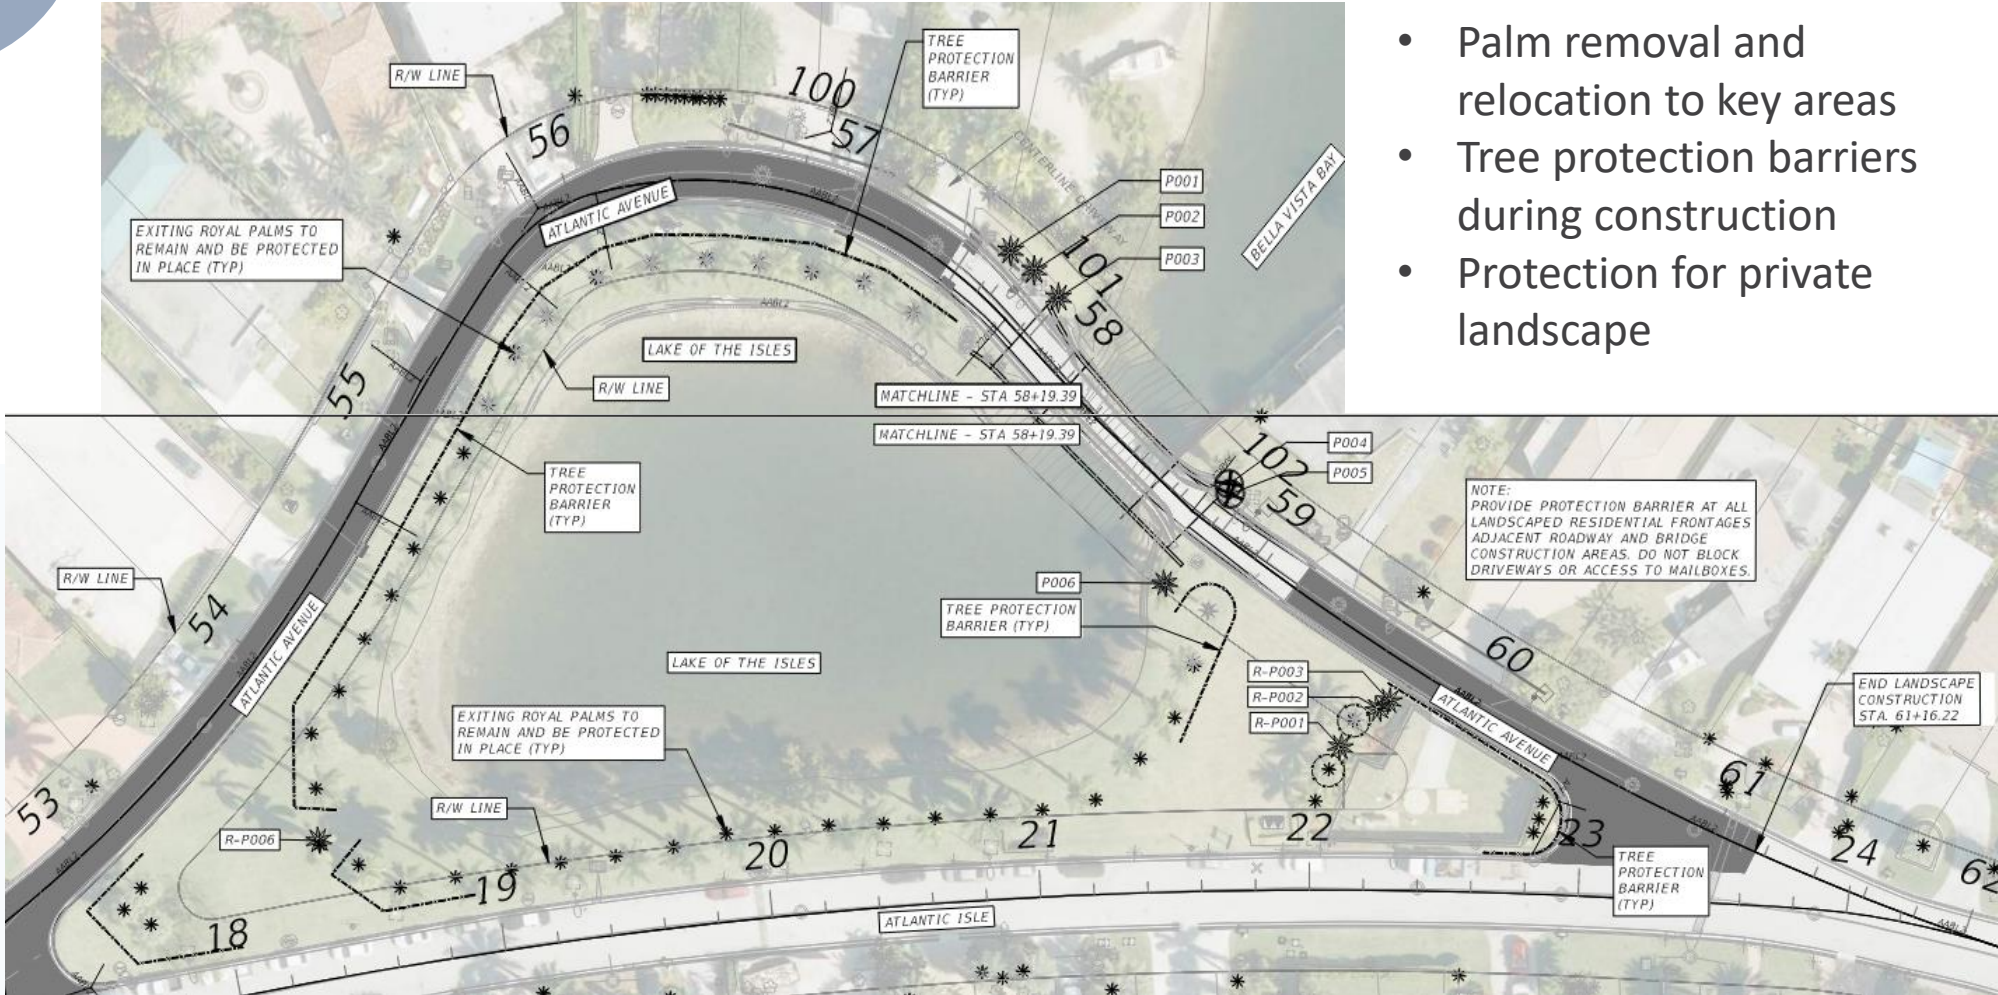 • Palm removal and
relocation to key areas
• Tree protection barriers
during construction
• Protection for private
landscape
R/W LINE
TREE
PROTECTION
BARRIER
(TYP)
100
56
57
CENTERLINE DRIVEWAY
P001
P002
P003
101
58
BELLA VISTA BAY
ATLANTIC AVENUE
EXITING ROYAL PALMS TO
REMAIN AND BE PROTECTED
IN PLACE (TYP)
LAKE OF THE ISLES
R/W LINE
55
MATCHLINE - STA 58+19.39
MATCHLINE - STA 58+19.39
TREE
PROTECTION
BARRIER
(TYP)
102
P004
P005
59
NOTE:
PROVIDE PROTECTION BARRIER AT ALL
LANDSCAPED RESIDENTIAL FRONTAGES
ADJACENT ROADWAY AND BRIDGE
CONSTRUCTION AREAS. DO NOT BLOCK
DRIVEWAYS OR ACCESS TO MAILBOXES.
R/W LINE
54
ATLANTIC AVENUE
P006
TREE PROTECTION
BARRIER (TYP)
LAKE OF THE ISLES
60
R-P003
R-P002
R-P001
ATLANTIC AVENUE
END LANDSCAPE
CONSTRUCTION
STA. 61+16.22
EXITING ROYAL PALMS TO
REMAIN AND BE PROTECTED
IN PLACE (TYP)
53
R/W LINE
R-P006
61
18
19
20
21
22
23
24
62
TREE
PROTECTION
BARRIER
(TYP)
ATLANTIC ISLE